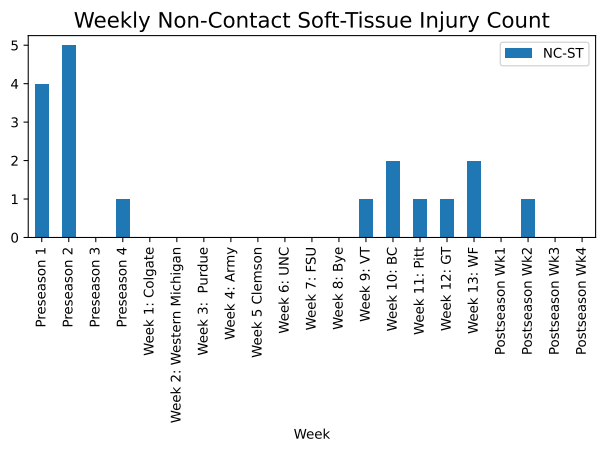 Weekly Non-Contact Soft-Tissue Injury Count
NC-ST
5
4
3
2
1
0
Preseason 1
Preseason 2
Preseason 3
Preseason 4
Week 1: Colgate
Week 2: Western Michigan
Week 3:  Purdue
Week 4: Army
Week 5 Clemson
Week 6: UNC
Week 7: FSU
Week 8: Bye
Week 9: VT
Week 10: BC
Week 11: Pitt
Week 12: GT
Week 13: WF
Postseason Wk1
Postseason Wk2
Postseason Wk3
Postseason Wk4
Week